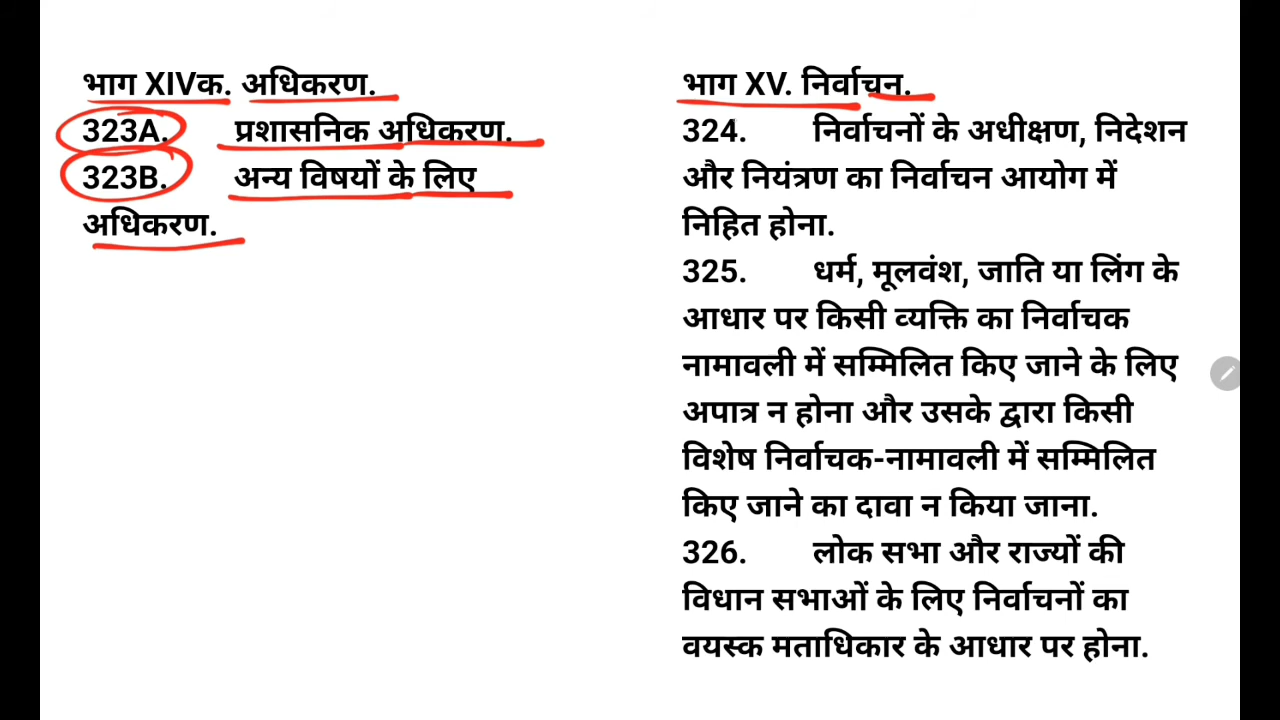 भाग XIVक. अधिकरण.
323A. प्रशासनिक अधिकरण.
323B. अन्य विषयों के लिए
अधिकरण.
भाग XV. निर्वाचन.
324. निर्वाचनों के अधीक्षण, निदेशन
और नियंत्रण का निर्वाचन आयोग में
निहित होना.
325. धर्म, मूलवंश, जाति या लिंग के
आधार पर किसी व्यक्ति का निर्वाचक
नामावली में सम्मिलित किए जाने के लिए
अपात्र न होना और उसके द्वारा किसी
विशेष निर्वाचक-नामावली में सम्मिलित
किए जाने का दावा न किया जाना.
326. लोक सभा और राज्यों की
विधान सभाओं के लिए निर्वाचनों का
वयस्क मताधिकार के आधार पर होना.